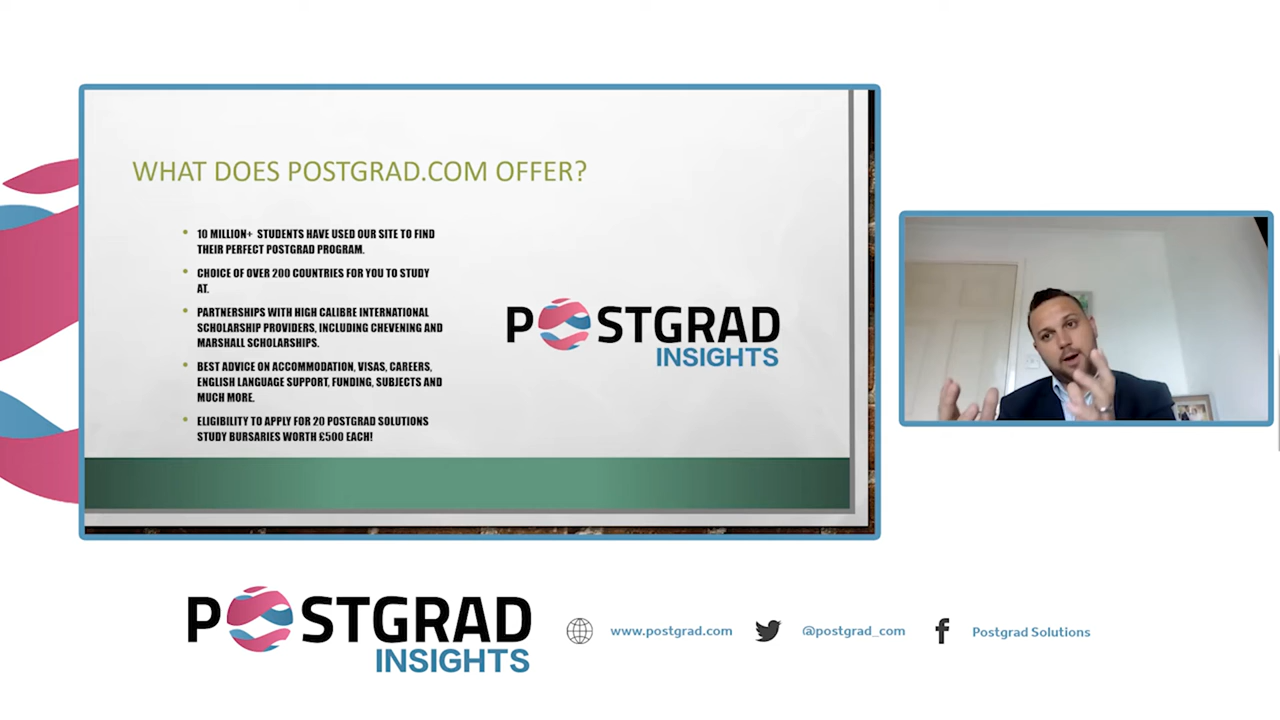 WHAT DOES POSTGRAD.COM OFFER?
10 MILLION+ STUDENTS HAVE USED OUR SITE TO FIND
THEIR PERFECT POSTGRAD PROGRAM.
CHOICE OF OVER 200 COUNTRIES FOR YOU TO STUDY
AT.
PARTNERSHIPS WITH HIGH CALIBRE INTERNATIONAL
SCHOLARSHIP PROVIDERS, INCLUDING CHEVENING AND
MARSHALL SCHOLARSHIPS.
BEST ADVICE ON ACCOMMODATION, VISAS, CAREERS,
ENGLISH LANGUAGE SUPPORT, FUNDING, SUBJECTS AND
MUCH MORE.
ELIGIBILITY TO APPLY FOR 20 POSTGRAD SOLUTIONS
STUDY BURSARIES WORTH £500 EACH!
POSTGRAD
INSIGHTS
POSTGRAD
INSIGHTS
www.postgrad.com
@postgrad_com
Postgrad Solutions